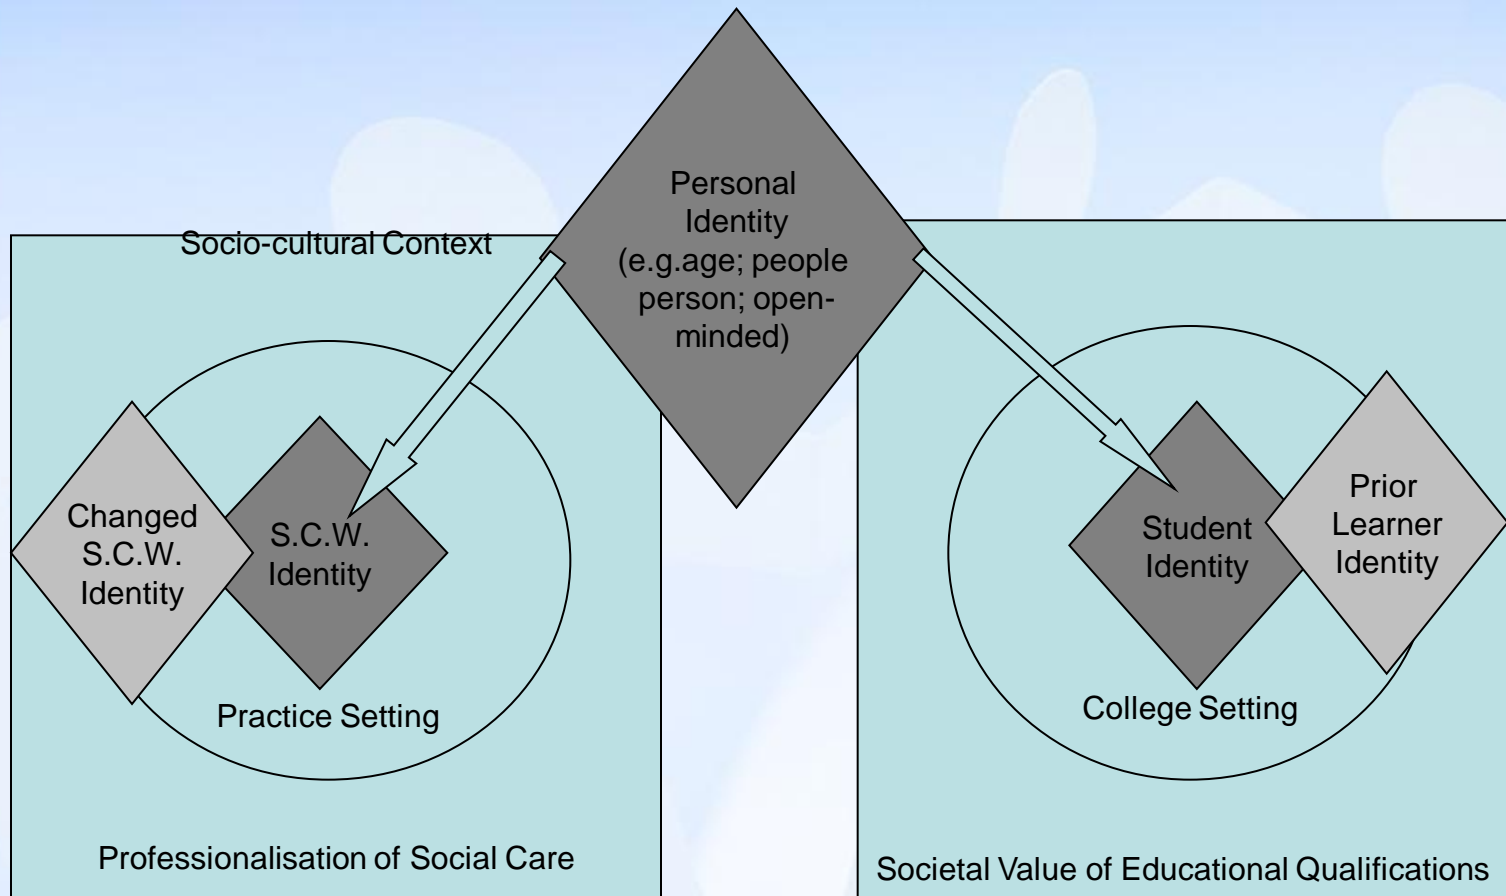 Personal
Identity
(e.g.age; people
person; open-
minded)
Socio-cultural Context
Changed
S.C.W.
Identity
S.C.W.
Identity
Practice Setting
Professionalisation of Social Care
Student
Identity
Prior
Learner
Identity
College Setting
Societal Value of Educational Qualifications